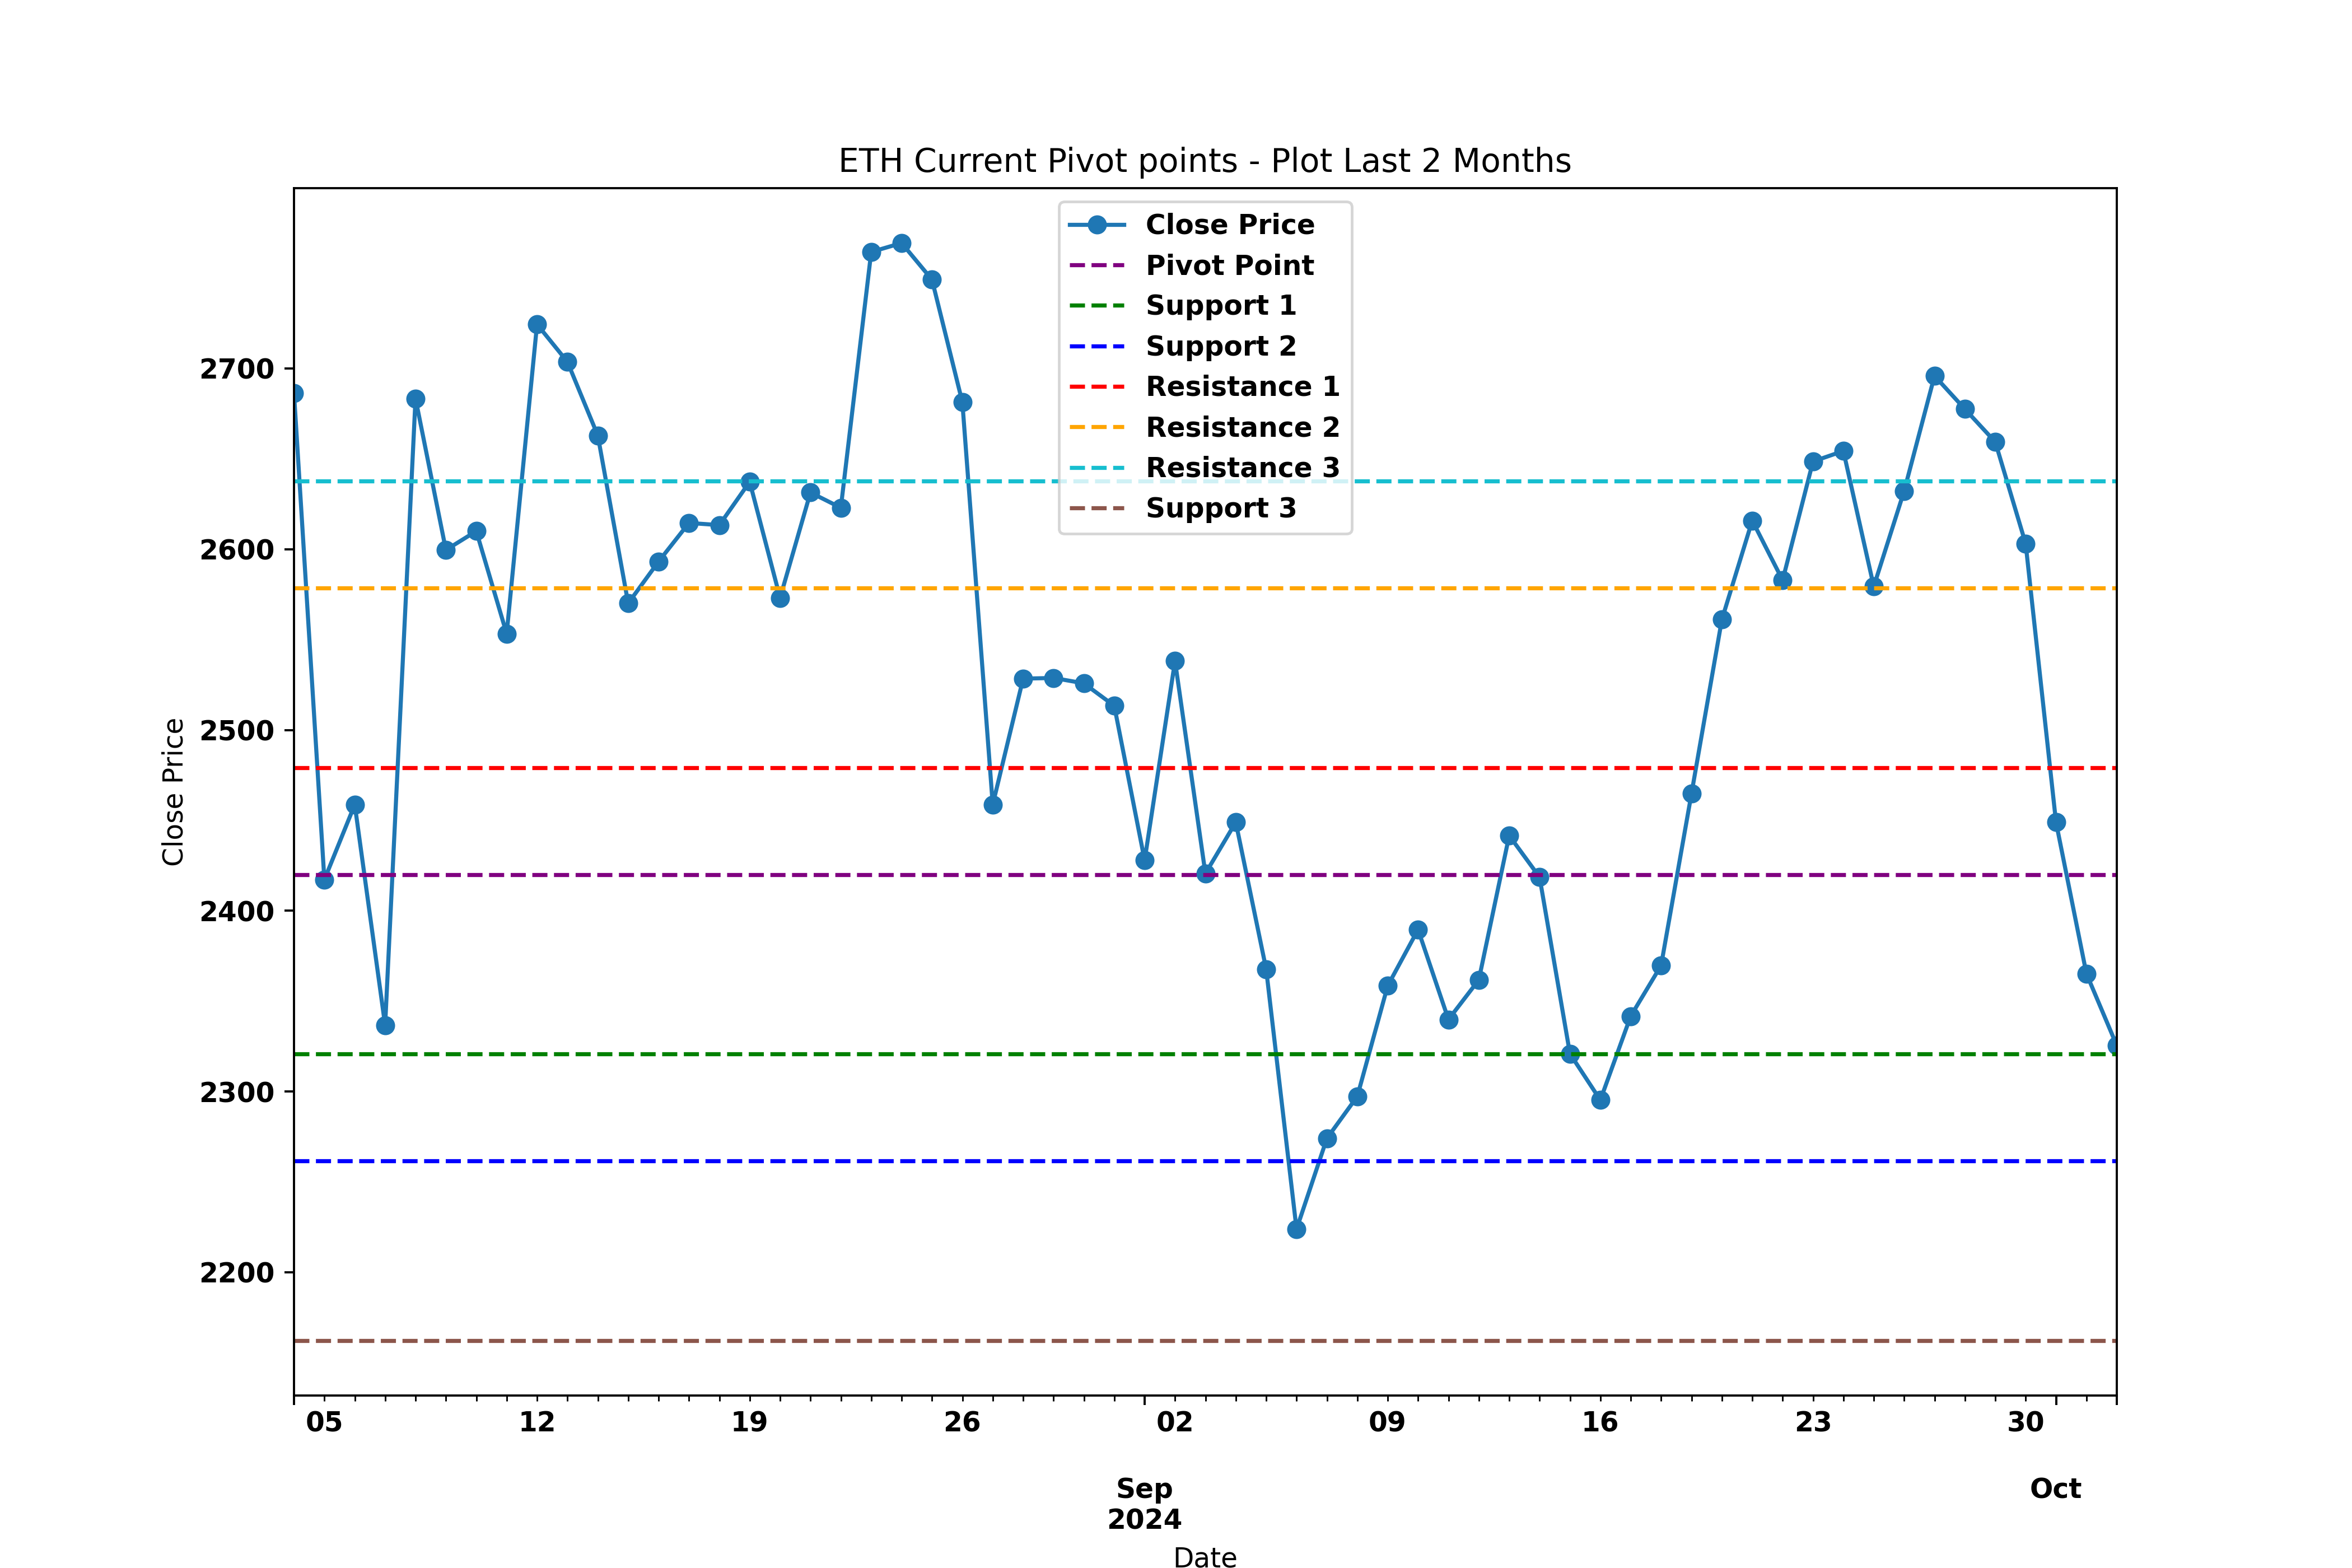 ETH Current Pivot points - Plot Last 2 Months
Close Price
Pivot Point
Support 1
Support 2
Resistance 1
Resistance 2
Resistance 3
Support 3
Close Price
2700
2600
2500
2400
2300
2200
05 12 19 26 02 09 16 23 30
Sep Oct
2024
Date